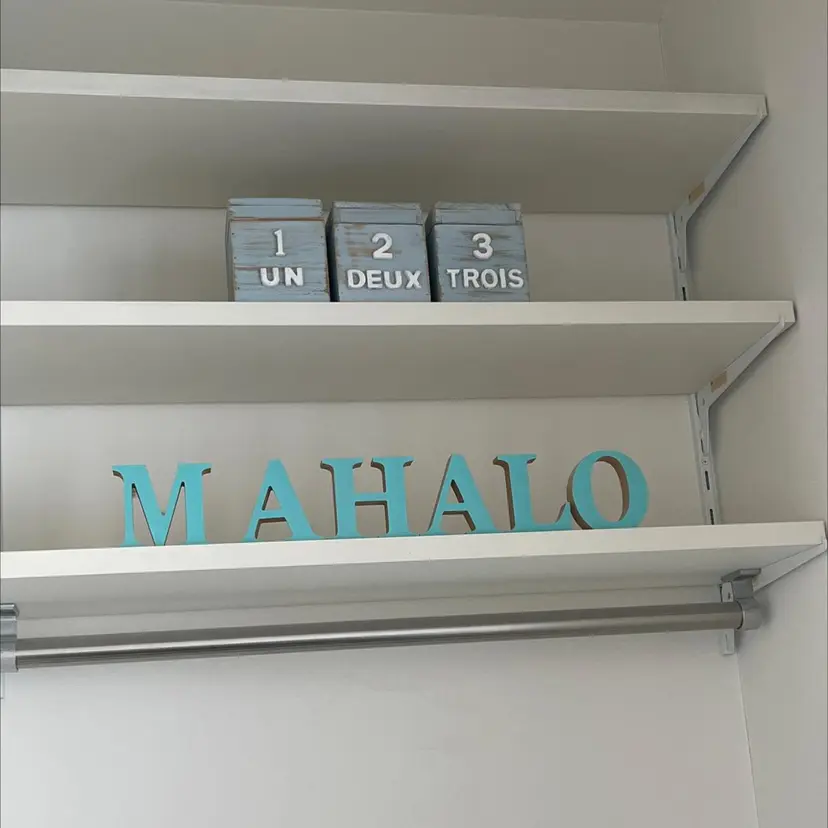 1 2 3
UN DEUX TROIS
MAHALO